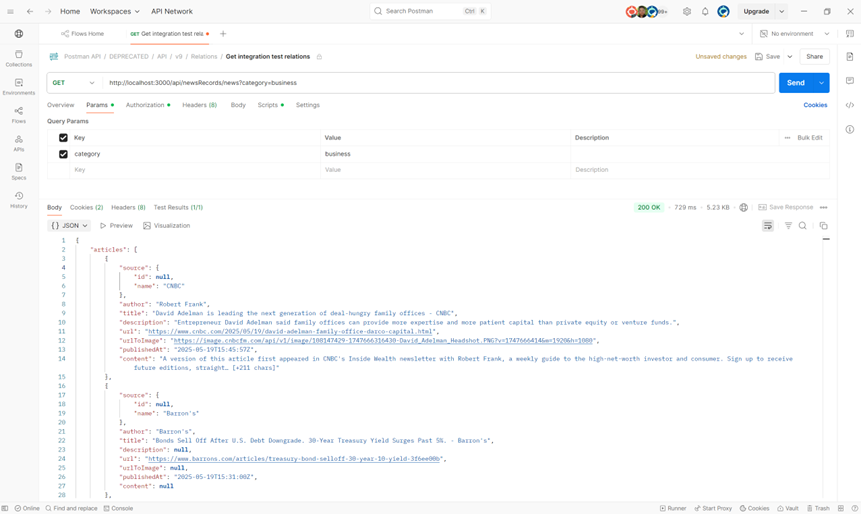 Home Workspaces API Network Search Postman Ctrl K 99+ Upgrade
Flows Home GET Get integration test rels No environment
Postman API / DEPRECATED / API / v8 / Relations / Get integration test relations Unsaved changes Save Share
GET http://localhost:3000/api/newsRecords/news?category=business Send
Overview Params Authorization Headers (8) Body Scripts Settings Cookies
Query Params
Key Value Description Bulk Edit
category business
Key Value Description
Collections
Environments
Flows
APIs
Specs
History
Body Cookies (2) Headers (8) Test Results (1/1) 200 OK 729 ms 5.23 KB Save Response
{ } JSON Preview Visualization
1 {
2 "articles": [
3 {
4 "source": {
5 "id": null,
6 "name": "CNBC"
7 },
8 "author": "Robert Frank",
9 "title": "David Adelman is leading the next generation of deal-hungry family offices - CNBC",
10 "description": "Entrepreneur David Adelman said family offices can provide more expertise and more patient capital than private equity or venture funds.",
11 "url": "https://www.cnbc.com/2025/05/19/david-adelman-family-office-darco-capital.html",
12 "urlToImage": "https://image.cnbcfm.com/api/v1/image/108147429-1747666316430-David_Adelman_Headshot.PNG?v=1747666414&w=1920&h=1080",
13 "publishedAt": "2025-05-19T15:45:57Z",
14 "content": "A version of this article first appeared in CNBC's Inside Wealth newsletter with Robert Frank, a weekly guide to the high-net-worth investor and consumer. Sign up to receive
future editions, straight… [+211 chars]"
15 },
16 {
17 "source": {
18 "id": null,
19 "name": "Barron's"
20 },
21 "author": "Barron's",
22 "title": "Bonds Sell Off After U.S. Debt Downgrade. 30-Year Treasury Yield Surges Past 5%. - Barron's",
23 "description": null,
24 "url": "https://www.barrons.com/articles/treasury-bond-selloff-30-year-10-yield-3f6ee00b",
25 "urlToImage": null,
26 "publishedAt": "2025-05-19T15:31:00Z",
27 "content": null
28 },
Online Find and replace Console Runner Start Proxy Cookies Vault Trash